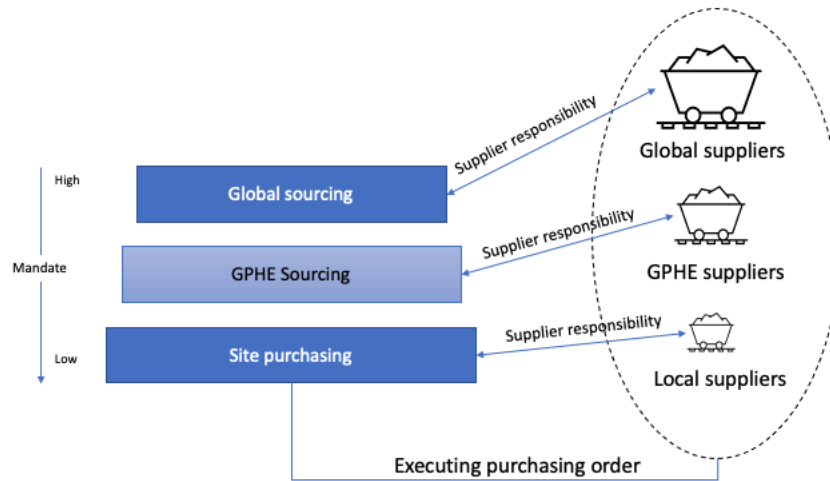 Supplier responsibility
Global suppliers
High
Global sourcing
Supplier responsibility
Mandate
GPHE Sourcing
GPHE suppliers
Supplier responsibility
Low
Site purchasing
Local suppliers
Executing purchasing order